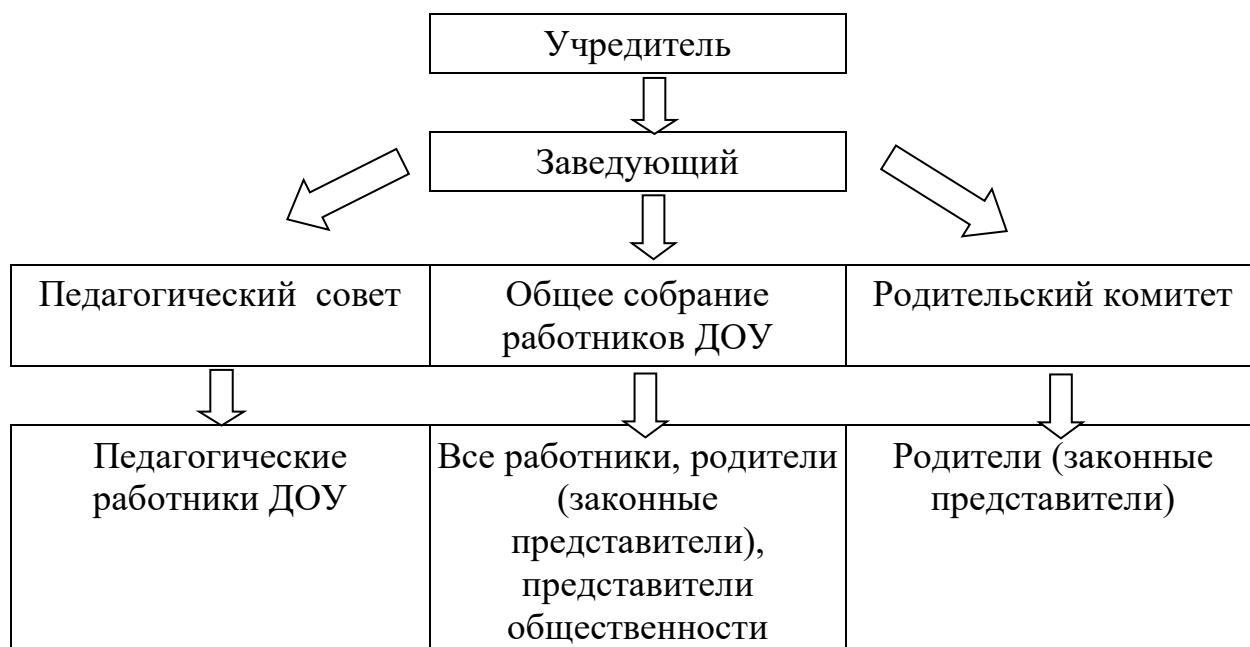 Учредитель
Заведующий
Педагогический совет
Общее собрание
работников ДОУ
Родительский комитет
Педагогические
работники ДОУ
Все работники, родители
(законные
представители),
представители
общественности
Родители (законные
представители)